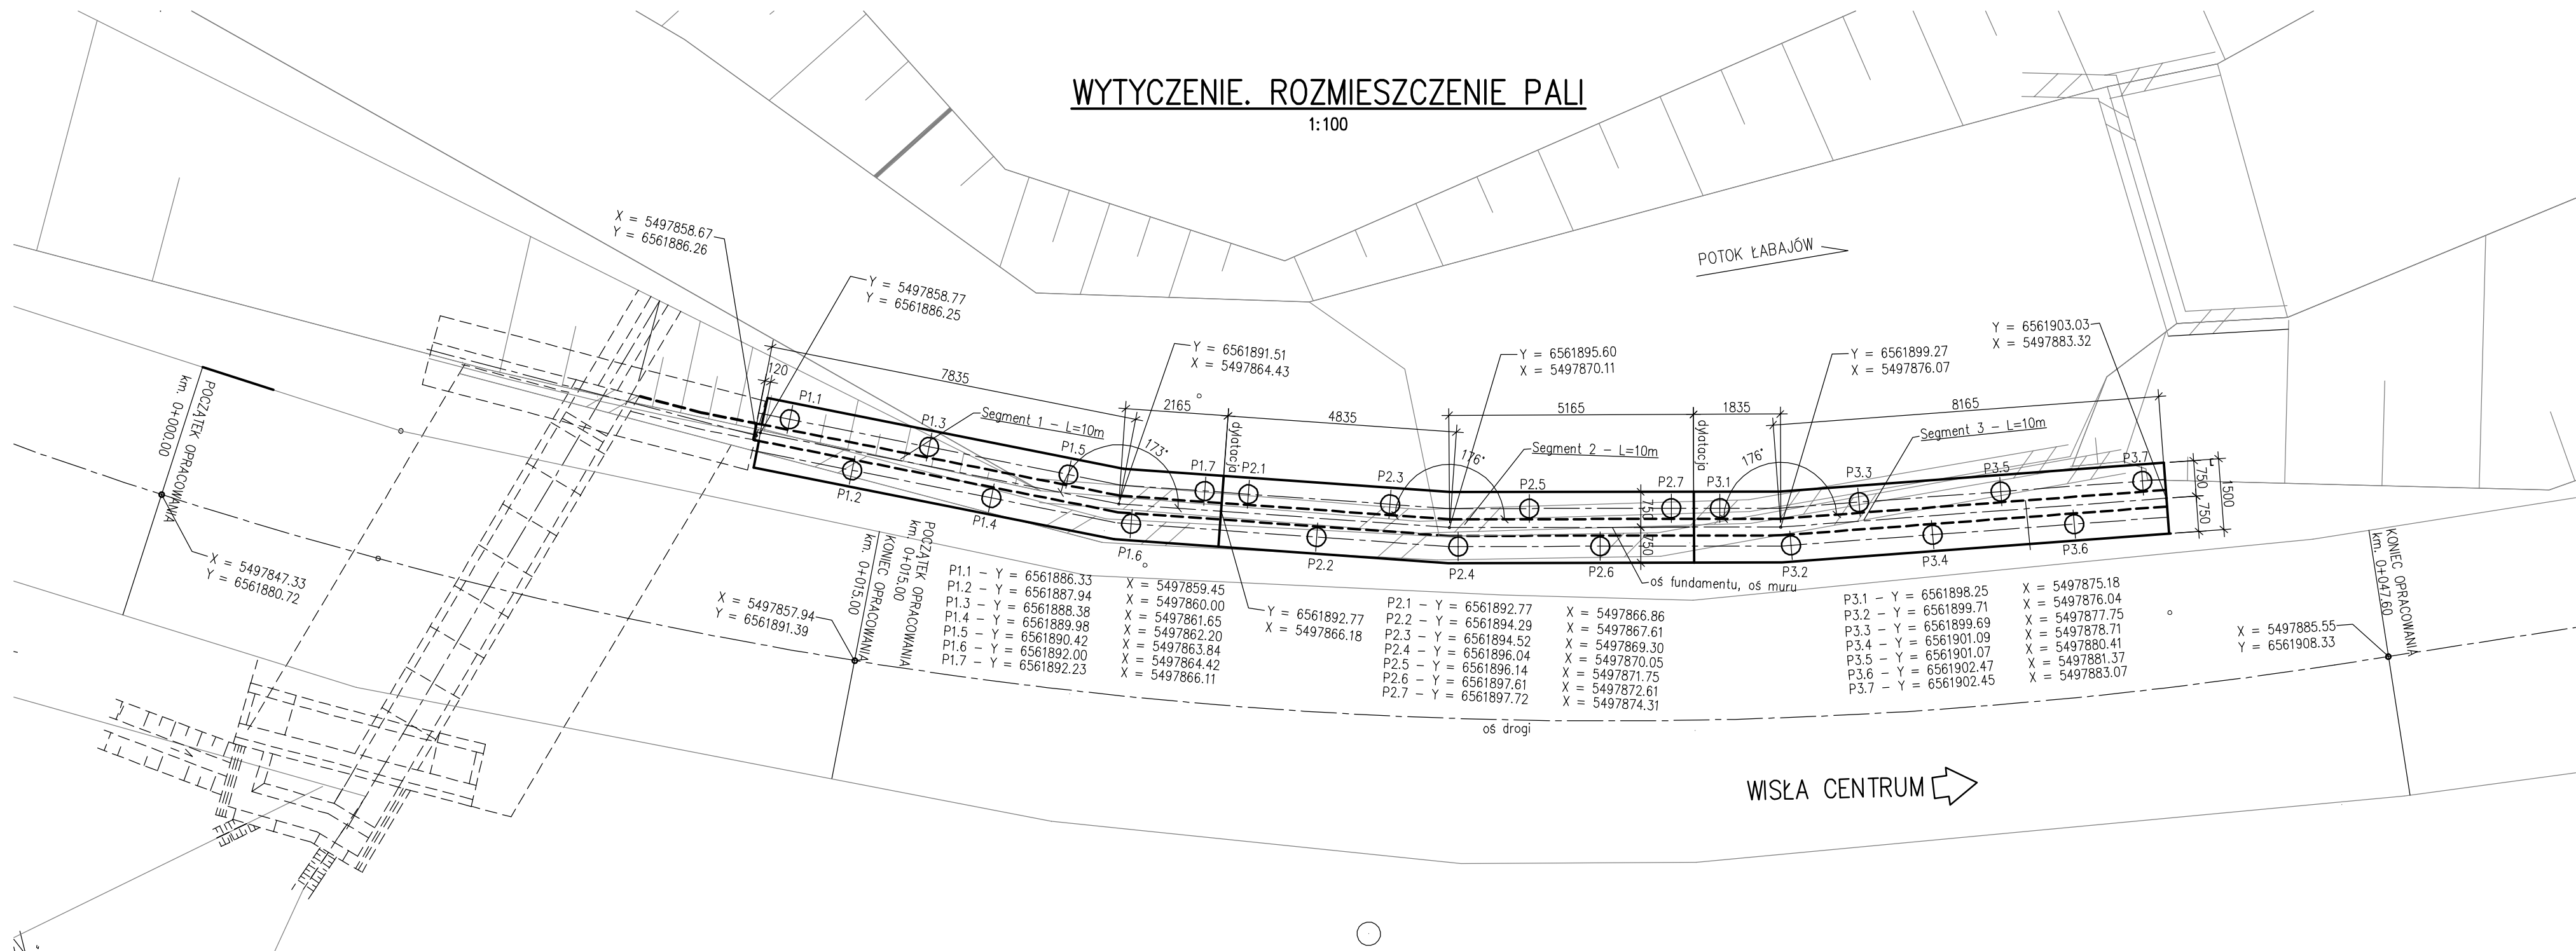 WYTYCZENIE. ROZMIESZCZENIE PALI
1:100
X = 5497858.67
Y = 6561886.26
Y = 5497858.77
Y = 6561886.25
POTOK ŁABAJÓW
Y = 6561891.51
X = 5497864.43
Y = 6561895.60
X = 5497870.11
Y = 6561899.27
X = 5497876.07
Y = 6561903.03
X = 5497883.32
120
7835
2165
4835
5165
1835
8165
POCZĄTEK OPRACOWANIA
km. 0+000.00
P1.1
P1.3
P1.5
P1.7
P2.1
P2.3
P2.5
P2.7
P3.1
P3.3
P3.5
P3.7
Segment 1 - L=10m
Segment 2 - L=10m
Segment 3 - L=10m
173°
176°
176°
dylatacja
dylatacja
750
750
750
750
1500
P1.2
P1.4
P1.6
P2.2
P2.4
P2.6
P3.2
P3.4
P3.6
oś fundamentu, oś muru
X = 5497847.33
Y = 6561880.72
X = 5497857.94
Y = 6561891.39
POCZĄTEK OPRACOWANIA
km. 0+015.00
KONIEC OPRACOWANIA
km. 0+015.00
P1.1 - Y = 6561886.33 X = 5497859.45
P1.2 - Y = 6561887.94 X = 5497860.00
P1.3 - Y = 6561888.38 X = 5497861.65
P1.4 - Y = 6561889.98 X = 5497862.20
P1.5 - Y = 6561890.42 X = 5497863.84
P1.6 - Y = 6561892.00 X = 5497864.42
P1.7 - Y = 6561892.23 X = 5497866.11
Y = 6561892.77
X = 5497866.18
P2.1 - Y = 6561892.77 X = 5497866.86
P2.2 - Y = 6561894.29 X = 5497867.61
P2.3 - Y = 6561894.52 X = 5497869.30
P2.4 - Y = 6561896.04 X = 5497870.05
P2.5 - Y = 6561896.14 X = 5497871.75
P2.6 - Y = 6561897.61 X = 5497872.61
P2.7 - Y = 6561897.72 X = 5497874.31
P3.1 - Y = 6561898.25 X = 5497875.18
P3.2 - Y = 6561899.71 X = 5497876.04
P3.3 - Y = 6561899.69 X = 5497877.75
P3.4 - Y = 6561901.09 X = 5497878.71
P3.5 - Y = 6561901.07 X = 5497880.41
P3.6 - Y = 6561902.47 X = 5497881.37
P3.7 - Y = 6561902.45 X = 5497883.07
X = 5497885.55
Y = 6561908.33
KONIEC OPRACOWANIA
km. 0+047.60
oś drogi
WISŁA CENTRUM